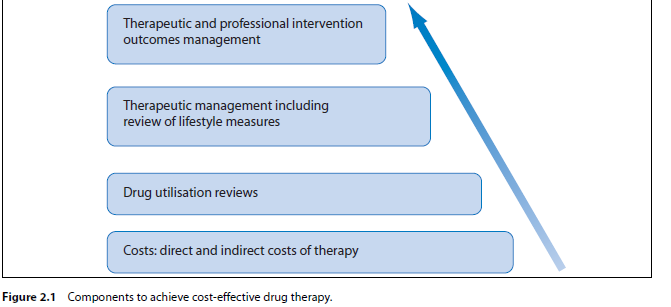 Therapeutic and professional intervention
outcomes management
Therapeutic management including
review of lifestyle measures
Drug utilisation reviews
Costs: direct and indirect costs of therapy
Figure 2.1 Components to achieve cost-effective drug therapy.